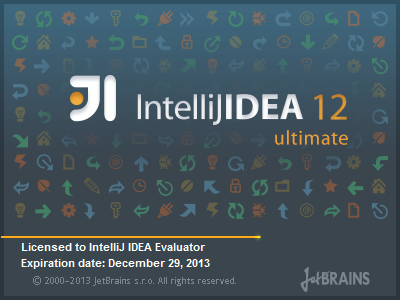 JI IntelliJIDEA 12
ultimate
Licensed to IntelliJ IDEA Evaluator
Expiration date: December 29, 2013
© 2000–2013 JetBrains s.r.o. All rights reserved.
JetBRAINS